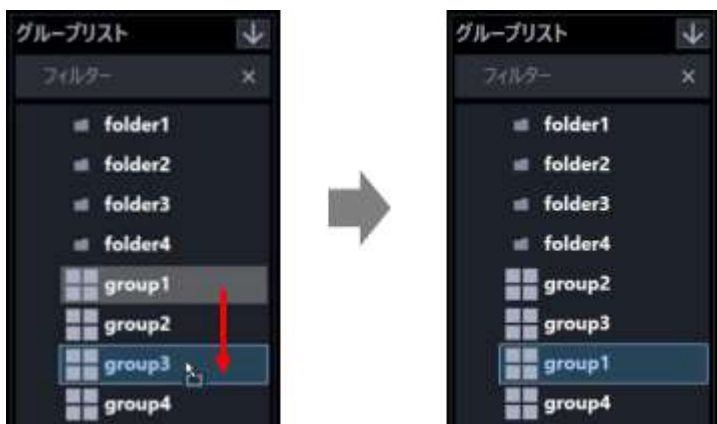 グループリスト
フィルター
folder1
folder2
folder3
folder4
group1
group2
group3
group4
グループリスト
フィルター
folder1
folder2
folder3
folder4
group2
group3
group1
group4